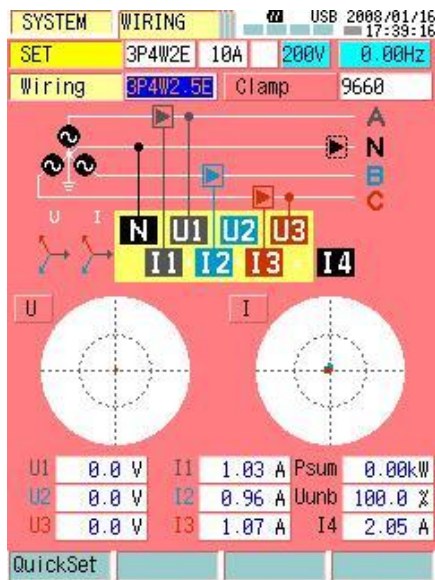 SYSTEM WIRING USB 2008/01/16
17:39:16
SET 3P4W2E 10A 200V 0.00Hz
Wiring 3P4W2.5E Clamp 9660
A
N
B
C
U I
N U1 U2 U3
I1 I2 I3 I4
U I
U1 0.0 V I1 1.03 A Psum 0.00kW
U2 0.0 V I2 0.96 A Uunb 100.0 %
U3 0.0 V I3 1.07 A I4 2.05 A
QuickSet